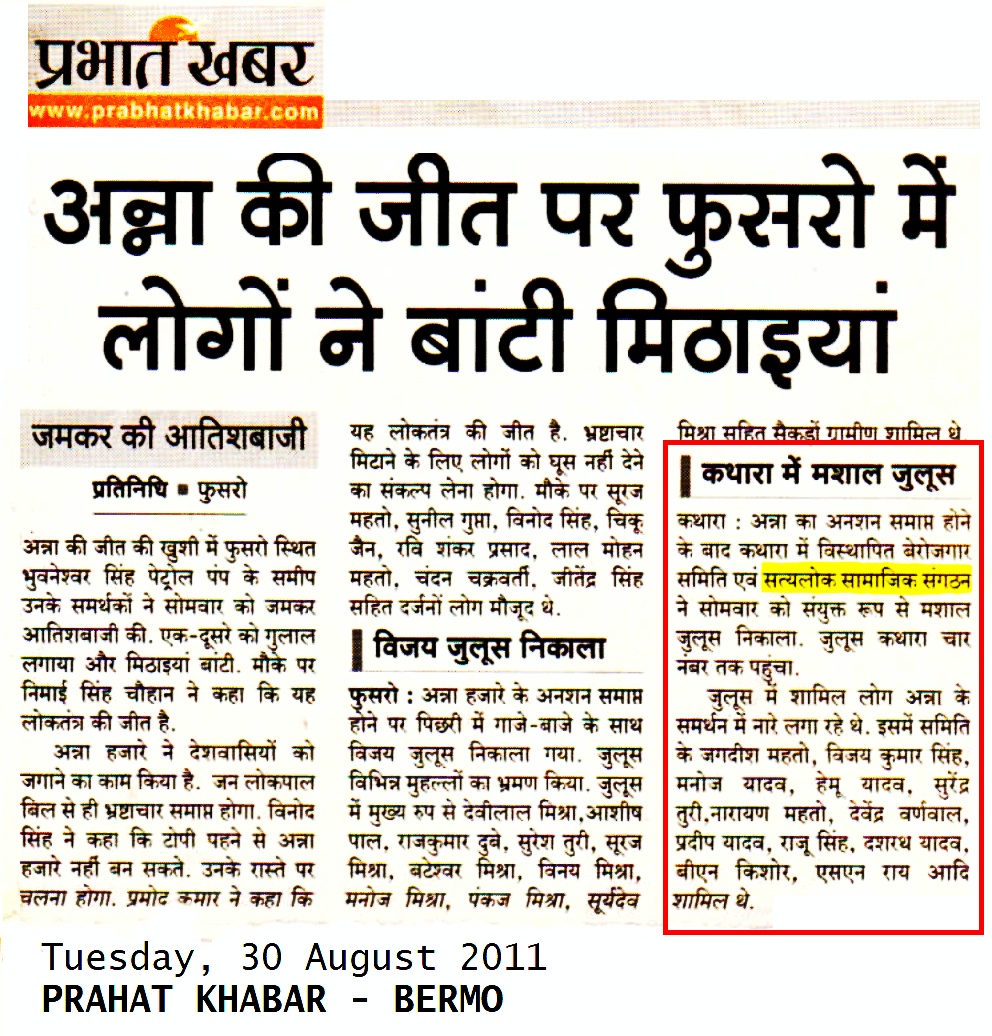 प्रभात खबर
www.prabhatkhabar.com
अन्ना की जीत पर फुसरो में
लोगों ने बांटी मिठाइयां
जमकर की आतिशबाजी
प्रतिनिधि ▪ फुसरो
अन्ना की जीत की खुशी में फुसरो स्थित
भुवनेश्वर सिंह पेट्रोल पंप के समीप
उनके समर्थकों ने सोमवार को जमकर
आतिशबाजी की. एक-दूसरे को गुलाल
लगाया और मिठाइयां बांटी. मौके पर
निमाई सिंह चौहान ने कहा कि यह
लोकतंत्र की जीत है.
अन्ना हजारे ने देशवासियों को
जगाने का काम किया है. जन लोकपाल
बिल से ही भ्रष्टाचार समाप्त होगा. विनोद
सिंह ने कहा कि टोपी पहने से अन्ना
हजारे नहीं बन सकते. उनके रास्ते पर
चलना होगा. प्रमोद कुमार ने कहा कि
यह लोकतंत्र की जीत है. भ्रष्टाचार
मिटाने के लिए लोगों को घूस नहीं देने
का संकल्प लेना होगा. मौके पर सूरज
महतो, सुनील गुप्ता, विनोद सिंह, चिकू
जैन, रवि शंकर प्रसाद, लाल मोहन
महतो, चंदन चक्रवर्ती, जीतेंद्र सिंह
सहित दर्जनों लोग मौजूद थे.
विजय जुलूस निकाला
फुसरो : अन्ना हजारे के अनशन समाप्त
होने पर पिछरी में गाजे-बाजे के साथ
विजय जुलूस निकाला गया. जुलूस
विभिन्न मुहल्लों का भ्रमण किया. जुलूस
में मुख्य रुप से देवीलाल मिश्रा,आशीष
पाल, राजकुमार दुबे, सुरेश तुरी, सूरज
मिश्रा, बटेश्वर मिश्रा, विनय मिश्रा,
मनोज मिश्रा, पंकज मिश्रा, सूर्यदेव
मिश्रा सहित सैकड़ों ग्रामीण शामिल थे
कथारा में मशाल जुलूस
कथारा : अन्ना का अनशन समाप्त होने
के बाद कथारा में विस्थापित बेरोजगार
समिति एवं सत्यलोक सामाजिक संगठन
ने सोमवार को संयुक्त रूप से मशाल
जुलूस निकाला. जुलूस कथारा चार
नंबर तक पहुंचा.
जुलूस में शामिल लोग अन्ना के
समर्थन में नारे लगा रहे थे. इसमें समिति
के जगदीश महतो, विजय कुमार सिंह,
मनोज यादव, हेमू यादव, सुरेंद्र
तुरी,नारायण महतो, देवेंद्र वर्णवाल,
प्रदीप यादव, राजू सिंह, दशरथ यादव,
बीएन किशोर, एसएन राय आदि
शामिल थे.
Tuesday, 30 August 2011
PRAHAT KHABAR - BERMO